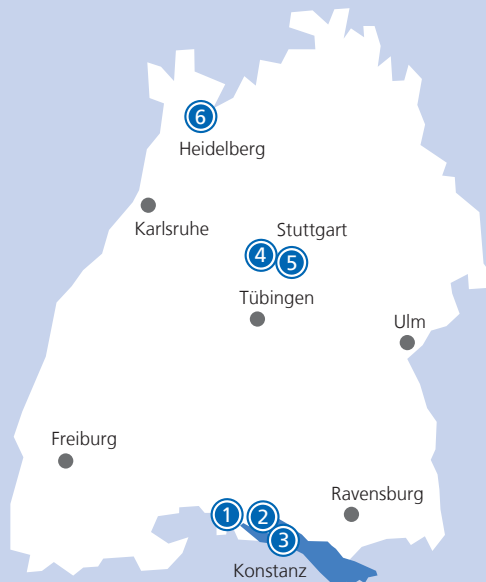 6
Heidelberg
Karlsruhe
Stuttgart
4
5
Tübingen
Ulm
Freiburg
Ravensburg
1
2
3
Konstanz